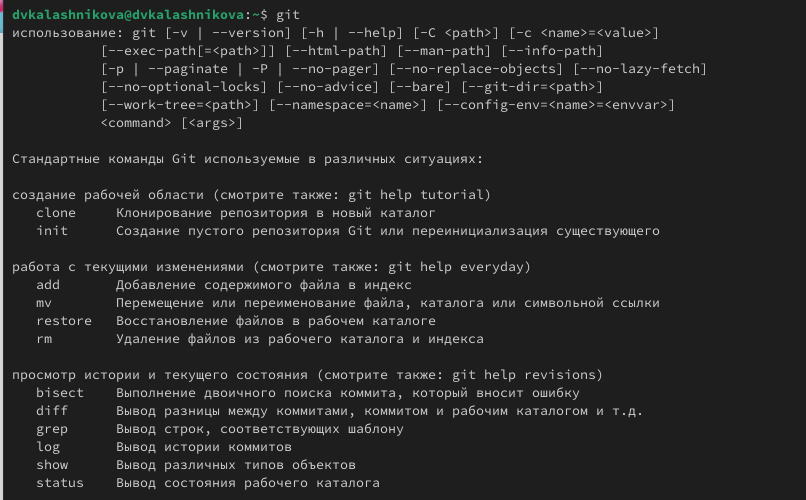 dvkalashnikova@dvkalashnikova:~$ git
использование: git [-v | --version] [-h | --help] [-C <path>] [-c <name>=<value>]
           [--exec-path[=<path>]] [--html-path] [--man-path] [--info-path]
           [-p | --paginate | -P | --no-pager] [--no-replace-objects] [--no-lazy-fetch]
           [--no-optional-locks] [--no-advice] [--bare] [--git-dir=<path>]
           [--work-tree=<path>] [--namespace=<name>] [--config-env=<name>=<envvar>]
           <command> [<args>]

Стандартные команды Git используемые в различных ситуациях:

создание рабочей области (смотрите также: git help tutorial)
   clone     Клонирование репозитория в новый каталог
   init      Создание пустого репозитория Git или переинициализация существующего

работа с текущими изменениями (смотрите также: git help everyday)
   add       Добавление содержимого файла в индекс
   mv        Перемещение или переименование файла, каталога или символьной ссылки
   restore   Восстановление файлов в рабочем каталоге
   rm        Удаление файлов из рабочего каталога и индекса

просмотр истории и текущего состояния (смотрите также: git help revisions)
   bisect    Выполнение двоичного поиска коммита, который вносит ошибку
   diff      Вывод разницы между коммитами, коммитом и рабочим каталогом и т.д.
   grep      Вывод строк, соответствующих шаблону
   log       Вывод истории коммитов
   show      Вывод различных типов объектов
   status    Вывод состояния рабочего каталога